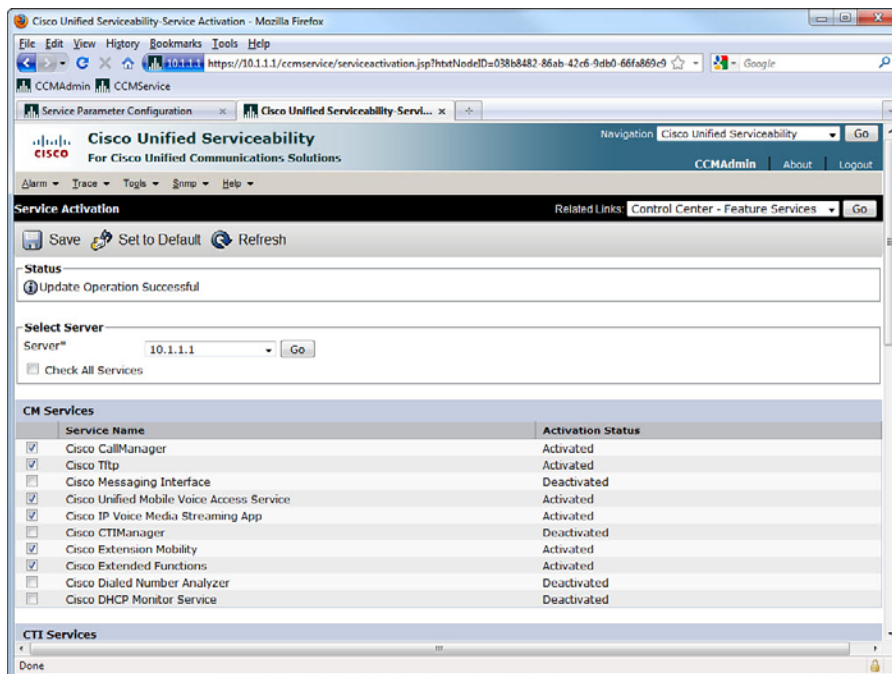 Cisco Unified Serviceability-Service Activation - Mozilla Firefox
File Edit View History Bookmarks Tools Help
10.1.1.1 https://10.1.1.1/ccmservice/serviceactivation.jsp?htxtNodeID=038b8482-86ab-42c6-9db0-66fa869c9 Google
CCMAdmin CCMService
Service Parameter Configuration Cisco Unified Serviceability-Servi...
cisco
Cisco Unified Serviceability
For Cisco Unified Communications Solutions
Navigation Cisco Unified Serviceability Go
CCMAdmin About Logout
Alarm Trace Tools Snmp Help
Service Activation Related Links: Control Center - Feature Services Go
Save Set to Default Refresh
Status
Update Operation Successful
Select Server
Server* 10.1.1.1 Go
Check All Services
CM Services
Service Name Activation Status
Cisco CallManager Activated
Cisco Tftp Activated
Cisco Messaging Interface Deactivated
Cisco Unified Mobile Voice Access Service Activated
Cisco IP Voice Media Streaming App Activated
Cisco CTIManager Deactivated
Cisco Extension Mobility Activated
Cisco Extended Functions Activated
Cisco Dialed Number Analyzer Deactivated
Cisco DHCP Monitor Service Deactivated
CTI Services
Done